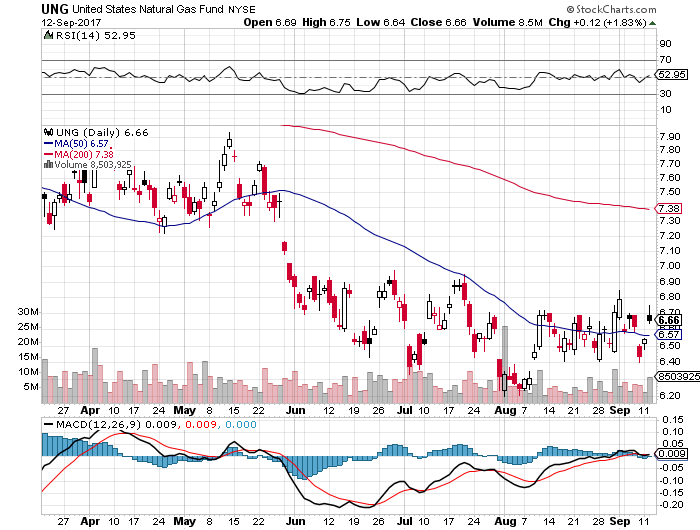 UNG United States Natural Gas Fund NYSE © StockCharts.com
12-Sep-2017 Open 6.69 High 6.75 Low 6.64 Close 6.66 Volume 8.5M Chg +0.12 (+1.83%)
RSI(14) 52.95
90
70
52.95
30
10
UNG (Daily) 6.66
MA(50) 6.57
MA(200) 7.38
Volume 8,503,925
7.90
7.80
7.70
7.60
7.50
7.38
7.30
7.20
7.10
7.00
6.90
6.80
6.70
6.66
6.57
6.50
6.40
8503925
6.20
30M
25M
20M
15M
10M
5M
27 Apr 10 17 24 May 8 15 22 Jun 12 19 26 Jul 10 17 24 Aug 7 14 21 28 Sep 11
MACD(12,26,9) 0.009, 0.009, 0.000
0.15
0.10
0.05
0.009
-0.05
-0.10
-0.15
-0.20
27 Apr 10 17 24 May 8 15 22 Jun 12 19 26 Jul 10 17 24 Aug 7 14 21 28 Sep 11